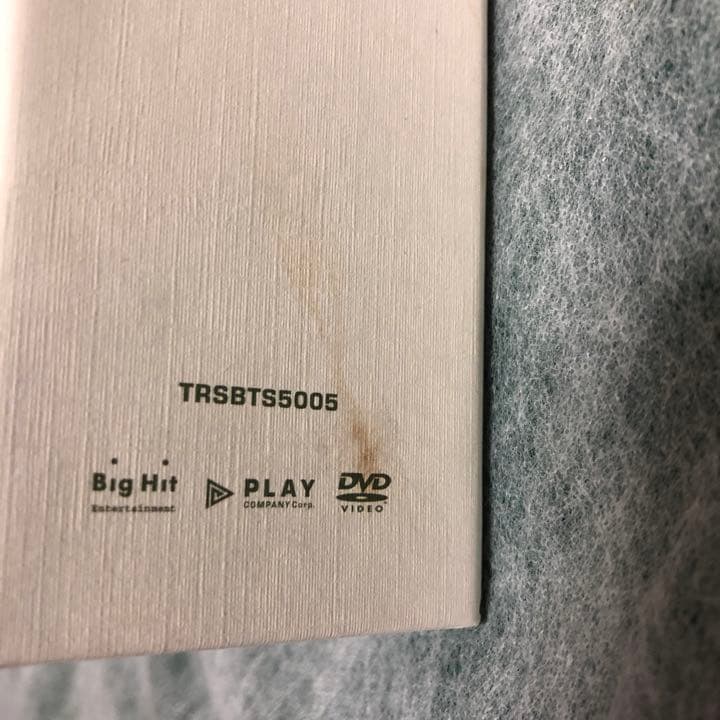 TRSBTS5005
Big Hit
Entertainment
PLAY
COMPANY Corp.
DVD
VIDEO